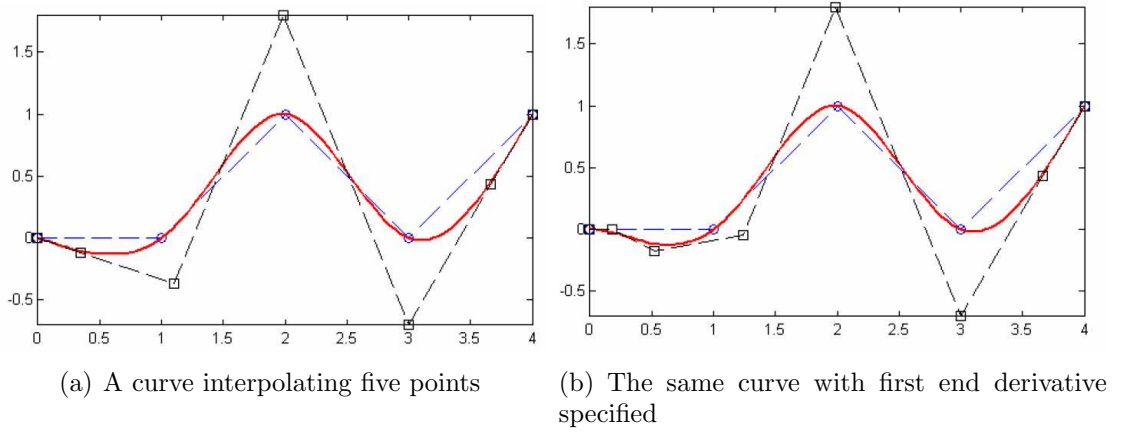 1.5
1
0.5
0
-0.5
0 0.5 1 1.5 2 2.5 3 3.5 4
1.5
1
0.5
0
-0.5
0 0.5 1 1.5 2 2.5 3 3.5 4
(a) A curve interpolating five points
(b) The same curve with first end derivative
specified